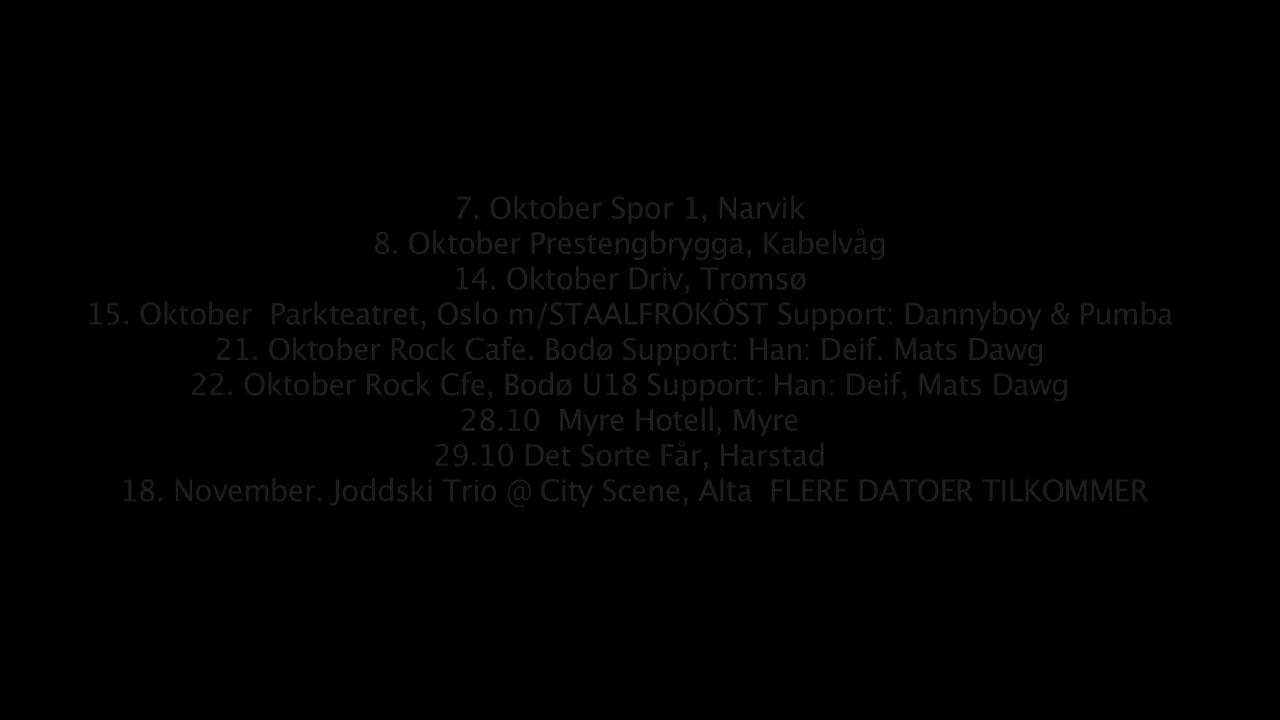 7. Oktober Spor 1, Narvik
8. Oktober Prestengbrygga, Kabelvåg
14. Oktober Driv, Tromsø
15. Oktober  Parkteatret, Oslo m/STAALFROKÖST Support: Dannyboy & Pumba
21. Oktober Rock Cafe. Bodø Support: Han: Deif. Mats Dawg
22. Oktober Rock Cfe, Bodø U18 Support: Han: Deif, Mats Dawg
28.10  Myre Hotell, Myre
29.10 Det Sorte Får, Harstad
18. November. Joddski Trio @ City Scene, Alta  FLERE DATOER TILKOMMER